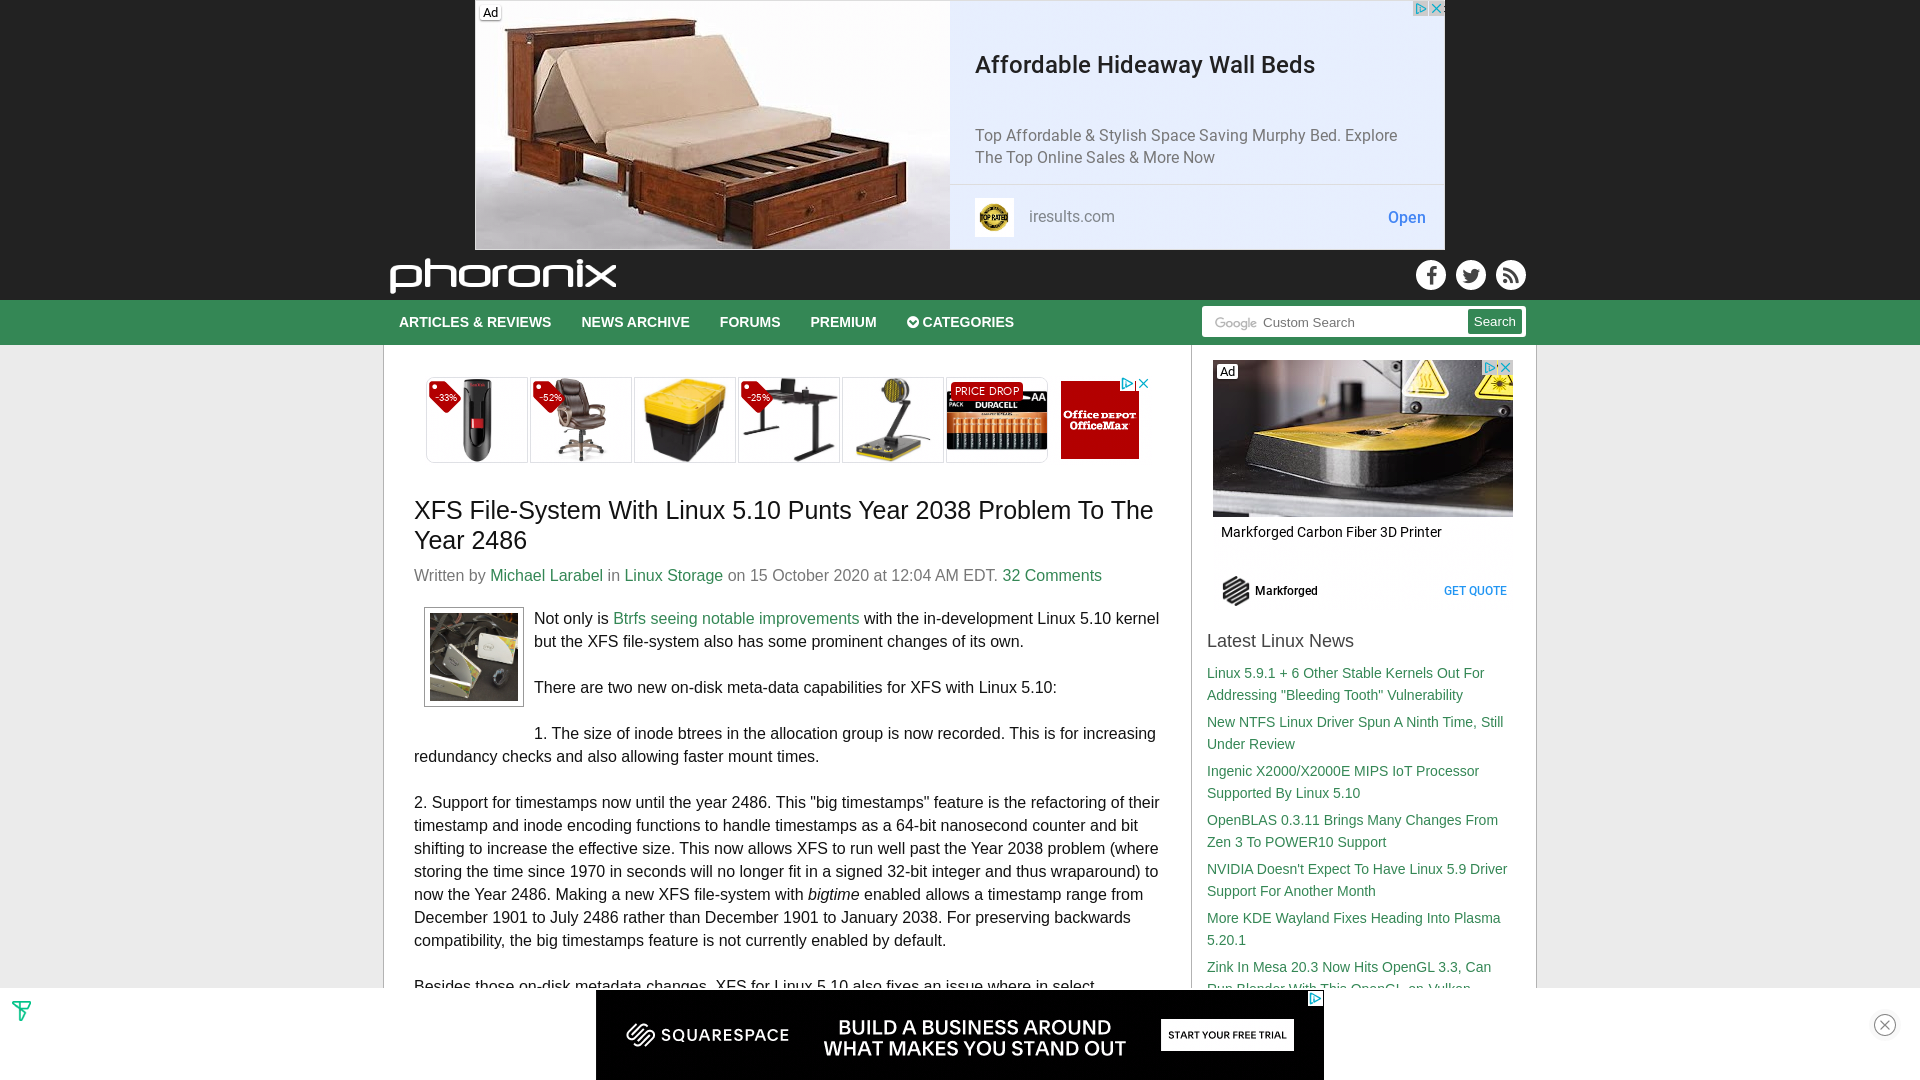 Ad
Affordable Hideaway Wall Beds
Top Affordable & Stylish Space Saving Murphy Bed. Explore
The Top Online Sales & More Now
TOP RATED
iresults.com
Open
phoronix
ARTICLES & REVIEWS
NEWS ARCHIVE
FORUMS
PREMIUM
CATEGORIES
Google Custom Search
Search
-33%
-52%
-25%
PRICE DROP
PACK
AA
DURACELL
Office DEPOT
OfficeMax
XFS File-System With Linux 5.10 Punts Year 2038 Problem To The
Year 2486
Written by Michael Larabel in Linux Storage on 15 October 2020 at 12:04 AM EDT. 32 Comments
Not only is Btrfs seeing notable improvements with the in-development Linux 5.10 kernel
but the XFS file-system also has some prominent changes of its own.
There are two new on-disk meta-data capabilities for XFS with Linux 5.10:
1. The size of inode btrees in the allocation group is now recorded. This is for increasing
redundancy checks and also allowing faster mount times.
2. Support for timestamps now until the year 2486. This "big timestamps" feature is the refactoring of their
timestamp and inode encoding functions to handle timestamps as a 64-bit nanosecond counter and bit
shifting to increase the effective size. This now allows XFS to run well past the Year 2038 problem (where
storing the time since 1970 in seconds will no longer fit in a signed 32-bit integer and thus wraparound) to
now the Year 2486. Making a new XFS file-system with bigtime enabled allows a timestamp range from
December 1901 to July 2486 rather than December 1901 to January 2038. For preserving backwards
compatibility, the big timestamps feature is not currently enabled by default.
Besides those on-disk metadata changes, XFS for Linux 5.10 also fixes an issue where in select
Ad
Markforged Carbon Fiber 3D Printer
Markforged
GET QUOTE
Latest Linux News
Linux 5.9.1 + 6 Other Stable Kernels Out For
Addressing "Bleeding Tooth" Vulnerability
New NTFS Linux Driver Spun A Ninth Time, Still
Under Review
Ingenic X2000/X2000E MIPS IoT Processor
Supported By Linux 5.10
OpenBLAS 0.3.11 Brings Many Changes From
Zen 3 To POWER10 Support
NVIDIA Doesn't Expect To Have Linux 5.9 Driver
Support For Another Month
More KDE Wayland Fixes Heading Into Plasma
5.20.1
Zink In Mesa 20.3 Now Hits OpenGL 3.3, Can
Run Blender With This OpenGL-on-Vulkan
SQUARESPACE
BUILD A BUSINESS AROUND
WHAT MAKES YOU STAND OUT
START YOUR FREE TRIAL